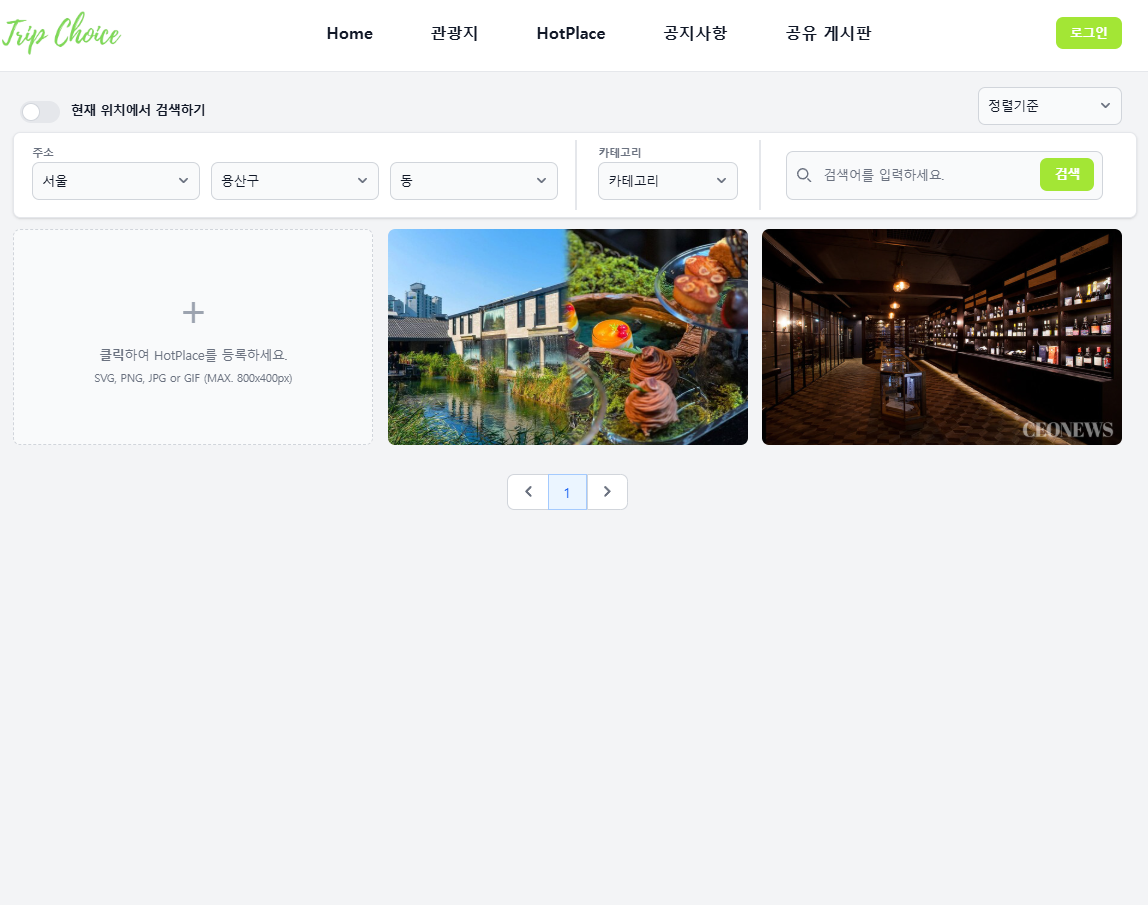 Trip Choice
Home
관광지
HotPlace
공지사항
공유 게시판
로그인
현재 위치에서 검색하기
정렬기준
주소
서울
용산구
동
카테고리
카테고리
검색어를 입력하세요.
검색
클릭하여 HotPlace를 등록하세요.
SVG, PNG, JPG or GIF (MAX. 800x400px)
CEONEWS
1